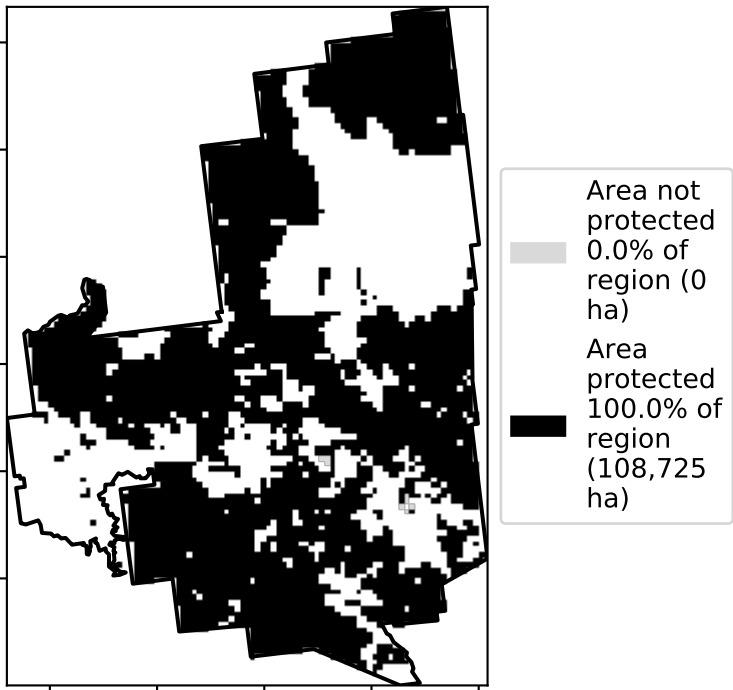 Area not
protected
0.0% of
region (0
ha)
Area
protected
100.0% of
region
(108,725
ha)